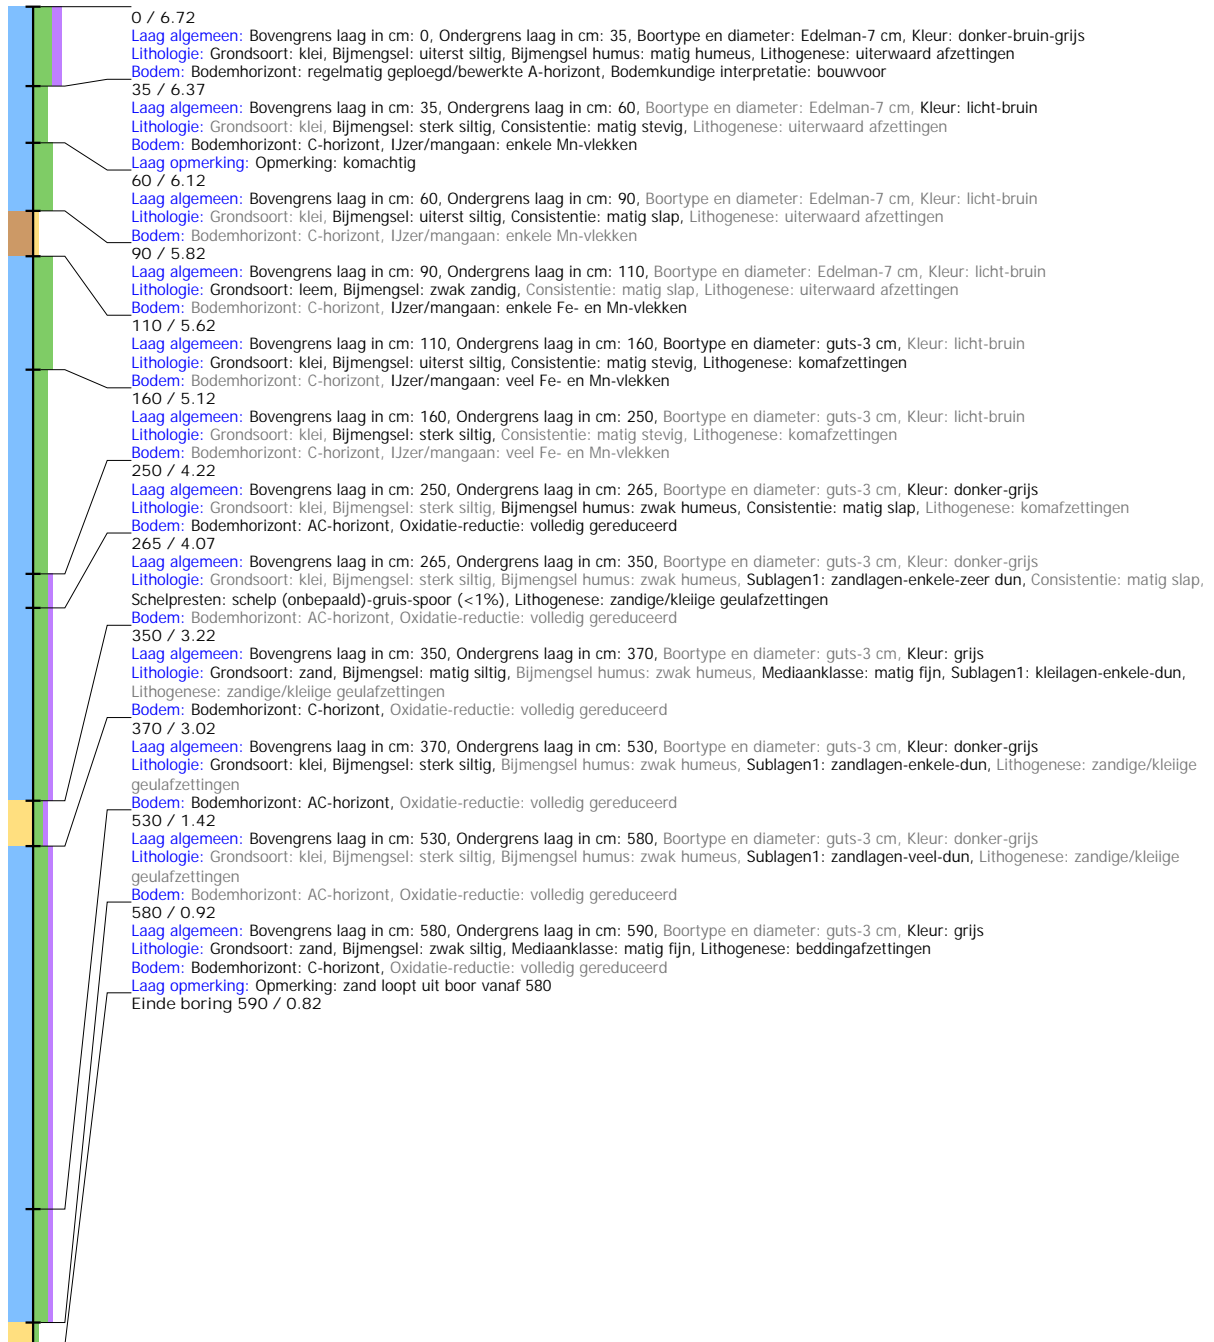 0 / 6.72
Laag algemeen: Bovengrens laag in cm: 0, Ondergrens laag in cm: 35, Boortype en diameter: Edelman-7 cm, Kleur: donker-bruin-grijs
Lithologie: Grondsoort: klei, Bijmengsel: uiterst siltig, Bijmengsel humus: matig humeus, Lithogenese: uiterwaard afzettingen
Bodem: Bodemhorizont: regelmatig geploegd/bewerkte A-horizont, Bodemkundige interpretatie: bouwvoor
35 / 6.37
Laag algemeen: Bovengrens laag in cm: 35, Ondergrens laag in cm: 60, Boortype en diameter: Edelman-7 cm, Kleur: licht-bruin
Lithologie: Grondsoort: klei, Bijmengsel: sterk siltig, Consistentie: matig stevig, Lithogenese: uiterwaard afzettingen
Bodem: Bodemhorizont: C-horizont, IJzer/mangaan: enkele Mn-vlekken
Laag opmerking: Opmerking: komachtig
60 / 6.12
Laag algemeen: Bovengrens laag in cm: 60, Ondergrens laag in cm: 90, Boortype en diameter: Edelman-7 cm, Kleur: licht-bruin
Lithologie: Grondsoort: klei, Bijmengsel: uiterst siltig, Consistentie: matig slap, Lithogenese: uiterwaard afzettingen
Bodem: Bodemhorizont: C-horizont, IJzer/mangaan: enkele Mn-vlekken
90 / 5.82
Laag algemeen: Bovengrens laag in cm: 90, Ondergrens laag in cm: 110, Boortype en diameter: Edelman-7 cm, Kleur: licht-bruin
Lithologie: Grondsoort: leem, Bijmengsel: zwak zandig, Consistentie: matig slap, Lithogenese: uiterwaard afzettingen
Bodem: Bodemhorizont: C-horizont, IJzer/mangaan: enkele Fe- en Mn-vlekken
110 / 5.62
Laag algemeen: Bovengrens laag in cm: 110, Ondergrens laag in cm: 160, Boortype en diameter: guts-3 cm, Kleur: licht-bruin
Lithologie: Grondsoort: klei, Bijmengsel: uiterst siltig, Consistentie: matig stevig, Lithogenese: komafzettingen
Bodem: Bodemhorizont: C-horizont, IJzer/mangaan: veel Fe- en Mn-vlekken
160 / 5.12
Laag algemeen: Bovengrens laag in cm: 160, Ondergrens laag in cm: 250, Boortype en diameter: guts-3 cm, Kleur: licht-bruin
Lithologie: Grondsoort: klei, Bijmengsel: sterk siltig, Consistentie: matig stevig, Lithogenese: komafzettingen
Bodem: Bodemhorizont: C-horizont, IJzer/mangaan: veel Fe- en Mn-vlekken
250 / 4.22
Laag algemeen: Bovengrens laag in cm: 250, Ondergrens laag in cm: 265, Boortype en diameter: guts-3 cm, Kleur: donker-grijs
Lithologie: Grondsoort: klei, Bijmengsel: sterk siltig, Bijmengsel humus: zwak humeus, Consistentie: matig slap, Lithogenese: komafzettingen
Bodem: Bodemhorizont: AC-horizont, Oxidatie-reductie: volledig gereduceerd
265 / 4.07
Laag algemeen: Bovengrens laag in cm: 265, Ondergrens laag in cm: 350, Boortype en diameter: guts-3 cm, Kleur: donker-grijs
Lithologie: Grondsoort: klei, Bijmengsel: sterk siltig, Bijmengsel humus: zwak humeus, Sublagen1: zandlagen-enkele-zeer dun, Consistentie: matig slap,
Schelpresten: schelp (onbepaald)-gruis-spoor (<1%), Lithogenese: zandige/kleiige geulafzettingen
Bodem: Bodemhorizont: AC-horizont, Oxidatie-reductie: volledig gereduceerd
350 / 3.22
Laag algemeen: Bovengrens laag in cm: 350, Ondergrens laag in cm: 370, Boortype en diameter: guts-3 cm, Kleur: grijs
Lithologie: Grondsoort: zand, Bijmengsel: matig siltig, Bijmengsel humus: zwak humeus, Mediaanklasse: matig fijn, Sublagen1: kleilagen-enkele-dun,
Lithogenese: zandige/kleiige geulafzettingen
Bodem: Bodemhorizont: C-horizont, Oxidatie-reductie: volledig gereduceerd
370 / 3.02
Laag algemeen: Bovengrens laag in cm: 370, Ondergrens laag in cm: 530, Boortype en diameter: guts-3 cm, Kleur: donker-grijs
Lithologie: Grondsoort: klei, Bijmengsel: sterk siltig, Bijmengsel humus: zwak humeus, Sublagen1: zandlagen-enkele-dun, Lithogenese: zandige/kleiige
geulafzettingen
Bodem: Bodemhorizont: AC-horizont, Oxidatie-reductie: volledig gereduceerd
530 / 1.42
Laag algemeen: Bovengrens laag in cm: 530, Ondergrens laag in cm: 580, Boortype en diameter: guts-3 cm, Kleur: donker-grijs
Lithologie: Grondsoort: klei, Bijmengsel: sterk siltig, Bijmengsel humus: zwak humeus, Sublagen1: zandlagen-veel-dun, Lithogenese: zandige/kleiige
geulafzettingen
Bodem: Bodemhorizont: AC-horizont, Oxidatie-reductie: volledig gereduceerd
580 / 0.92
Laag algemeen: Bovengrens laag in cm: 580, Ondergrens laag in cm: 590, Boortype en diameter: guts-3 cm, Kleur: grijs
Lithologie: Grondsoort: zand, Bijmengsel: zwak siltig, Mediaanklasse: matig fijn, Lithogenese: beddingafzettingen
Bodem: Bodemhorizont: C-horizont, Oxidatie-reductie: volledig gereduceerd
Laag opmerking: Opmerking: zand loopt uit boor vanaf 580
Einde boring 590 / 0.82